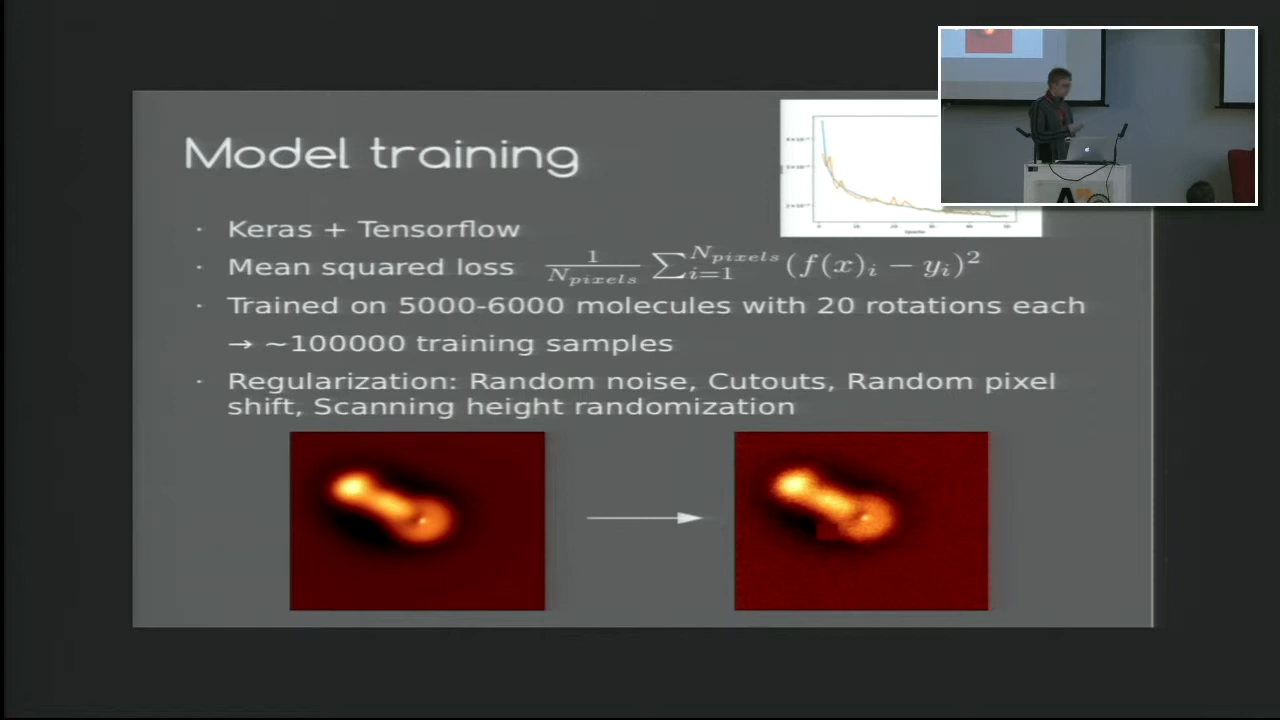 Model training
· Keras + Tensorflow
· Mean squared loss \frac{1}{N_{pixels}} \sum_{i=1}^{N_{pixels}} (f(x)_i - y_i)^2
· Trained on 5000-6000 molecules with 20 rotations each
→ ~100000 training samples
· Regularization: Random noise, Cutouts, Random pixel
shift, Scanning height randomization